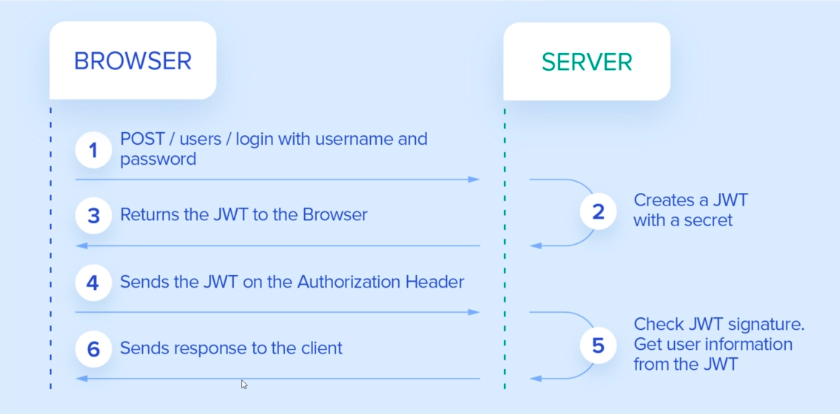 BROWSER
SERVER
1
POST / users / login with username and
password
2
Creates a JWT
with a secret
3
Returns the JWT to the Browser
4
Sends the JWT on the Authorization Header
5
Check JWT signature.
Get user information
from the JWT
6
Sends response to the client